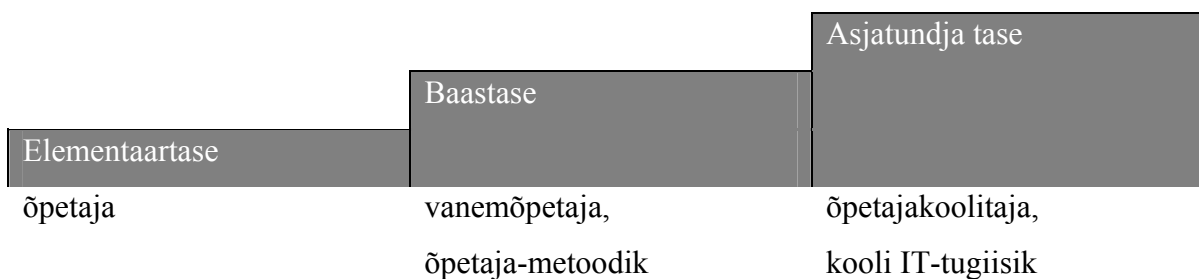 Asjatundja tase
Baastase
Elementaartase
õpetaja
vanemõpetaja,
õpetajakoolitaja,
õpetaja-metoodik
kooli IT-tugiisik